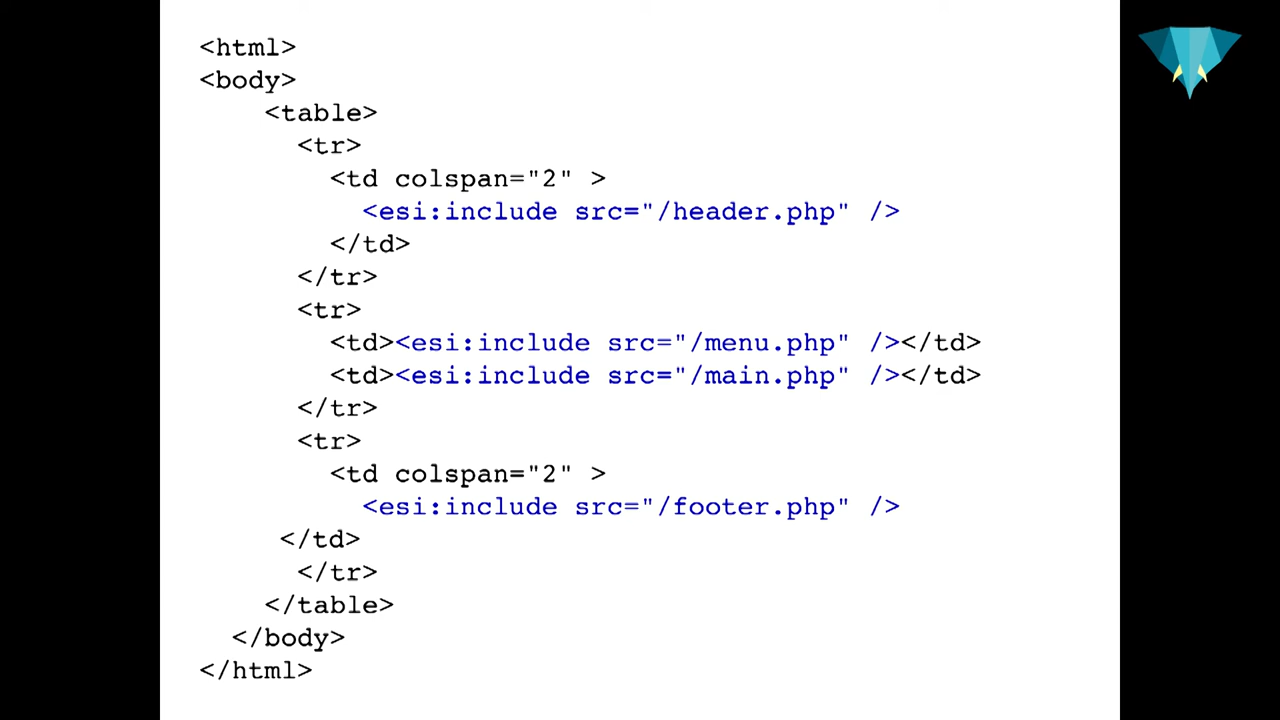 <html>
<body>
<table>
<tr>
<td colspan="2" >
<esi:include src="/header.php" />
</td>
</tr>
<tr>
<td><esi:include src="/menu.php" /></td>
<td><esi:include src="/main.php" /></td>
</tr>
<tr>
<td colspan="2" >
<esi:include src="/footer.php" />
</td>
</tr>
</table>
</body>
</html>